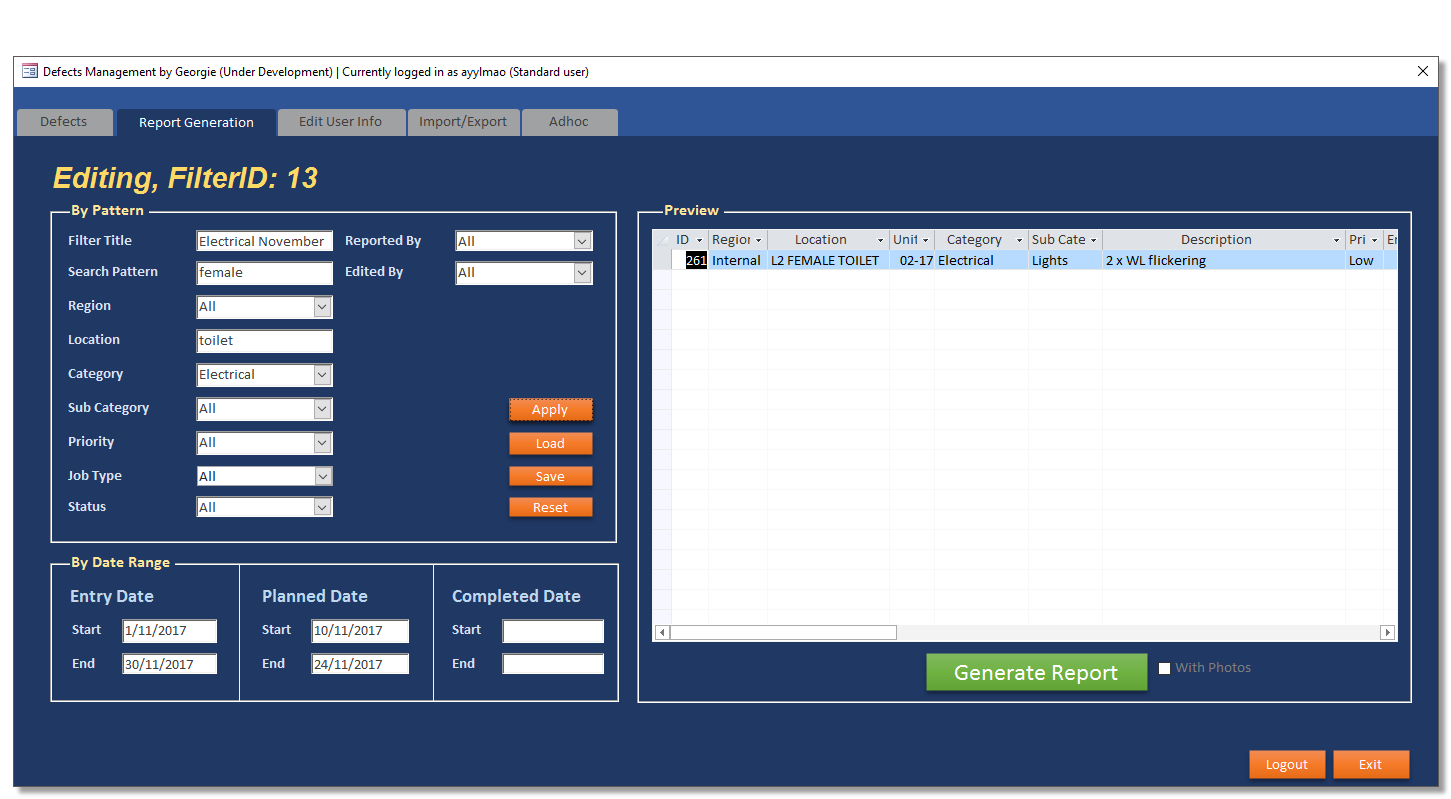 Defects Management by Georgie (Under Development) | Currently logged in as ayylmao (Standard user)
Defects Report Generation Edit User Info Import/Export Adhoc
Editing, FilterID: 13
By Pattern
Filter Title Electrical November Reported By All
Search Pattern female Edited By All
Region All
Location toilet
Category Electrical
Sub Category All Apply
Priority All Load
Job Type All Save
Status All Reset
By Date Range
Entry Date Planned Date Completed Date
Start 1/11/2017 Start 10/11/2017 Start
End 30/11/2017 End 24/11/2017 End
Preview
ID Region Location Unit Category Sub Cate Description Pri
261 Internal L2 FEMALE TOILET 02-17 Electrical Lights 2 x WL flickering Low
Generate Report With Photos
Logout Exit